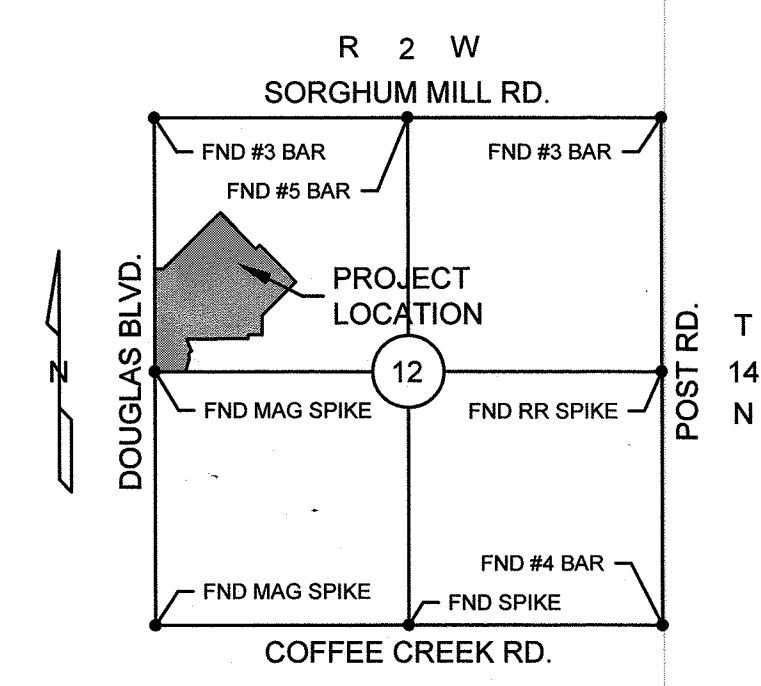 R 2 W
SORGHUM MILL RD.
FND #3 BAR
FND #3 BAR
FND #5 BAR
PROJECT
LOCATION
DOUGLAS BLVD.
N
12
POST RD.
T
14
N
FND MAG SPIKE
FND RR SPIKE
FND #4 BAR
FND MAG SPIKE
FND SPIKE
COFFEE CREEK RD.